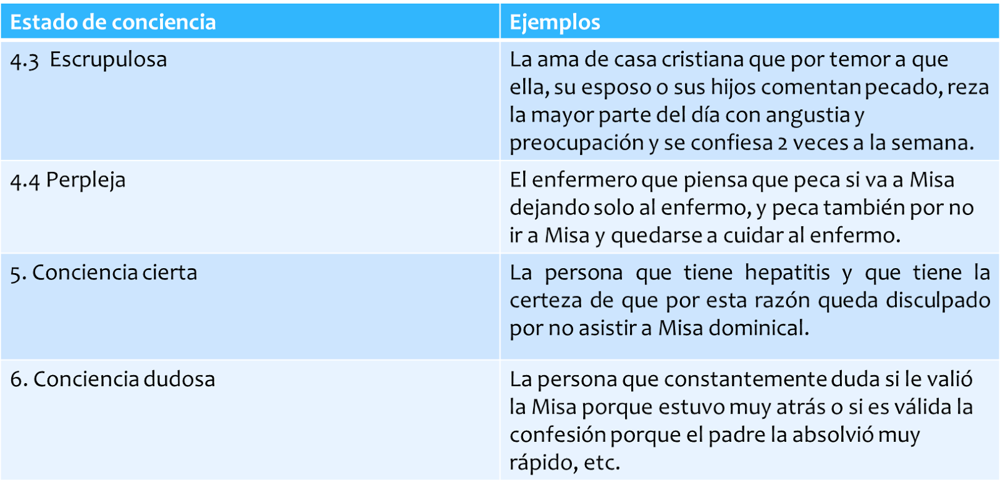 Estado de conciencia
Ejemplos
4.3 Escrupulosa
La ama de casa cristiana que por temor a que
ella, su esposo o sus hijos comentan pecado, reza
la mayor parte del día con angustia y
preocupación y se confiesa 2 veces a la semana.
4.4 Perpleja
El enfermero que piensa que peca si va a Misa
dejando solo al enfermo, y peca también por no
ir a Misa y quedarse a cuidar al enfermo.
5. Conciencia cierta
La persona que tiene hepatitis y que tiene la
certeza de que por esta razón queda disculpado
por no asistir a Misa dominical.
6. Conciencia dudosa
La persona que constantemente duda si le valió
la Misa porque estuvo muy atrás o si es válida la
confesión porque el padre la absolvió muy
rápido, etc.